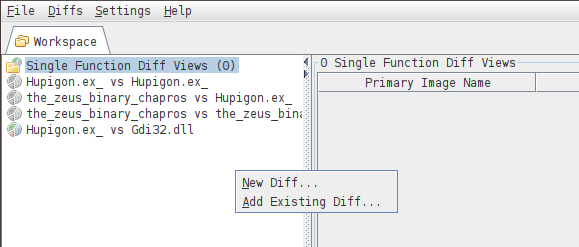 File Diffs Settings Help
Workspace
Single Function Diff Views (0)
Hupigon.ex_ vs Hupigon.ex_
the_zeus_binary_chapros vs Hupigon.ex_
the_zeus_binary_chapros vs the_zeus_bina
Hupigon.ex_ vs Gdi32.dll
0 Single Function Diff Views
Primary Image Name
New Diff...
Add Existing Diff...